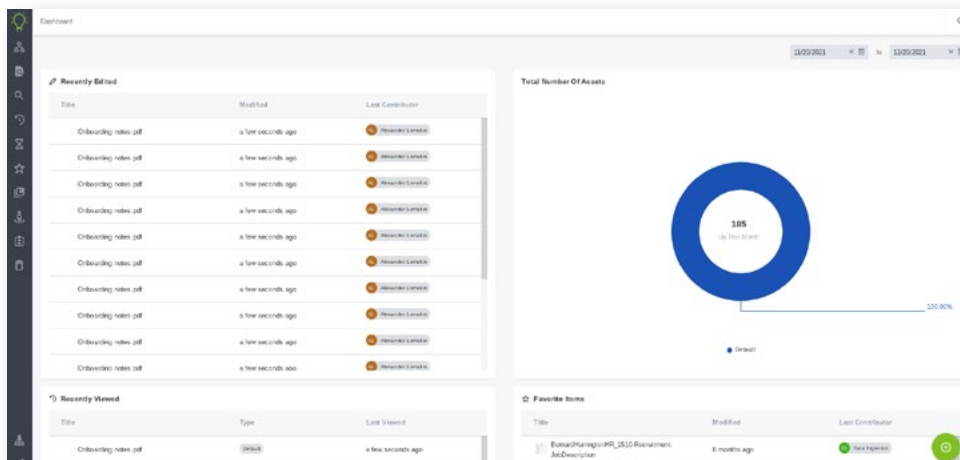 Dashboard
11/20/2021 to 12/20/2021
Recently Edited
Title Modified Last Contributor
Onboarding notes.pdf a few seconds ago
Onboarding notes.pdf a few seconds ago
Onboarding notes.pdf a few seconds ago
Onboarding notes.pdf a few seconds ago
Onboarding notes.pdf a few seconds ago
Onboarding notes.pdf a few seconds ago
Onboarding notes.pdf a few seconds ago
Onboarding notes.pdf a few seconds ago
Onboarding notes.pdf a few seconds ago
Onboarding notes.pdf a few seconds ago
Total Number Of Assets
185
100.00%
Default
Recently Viewed
Title Type Last Viewed
Onboarding notes.pdf Default a few seconds ago
Favorite Items
Title Modified Last Contributor
BernardHarringtonHR_1510-Recruitment-
JobDescription
8 months ago